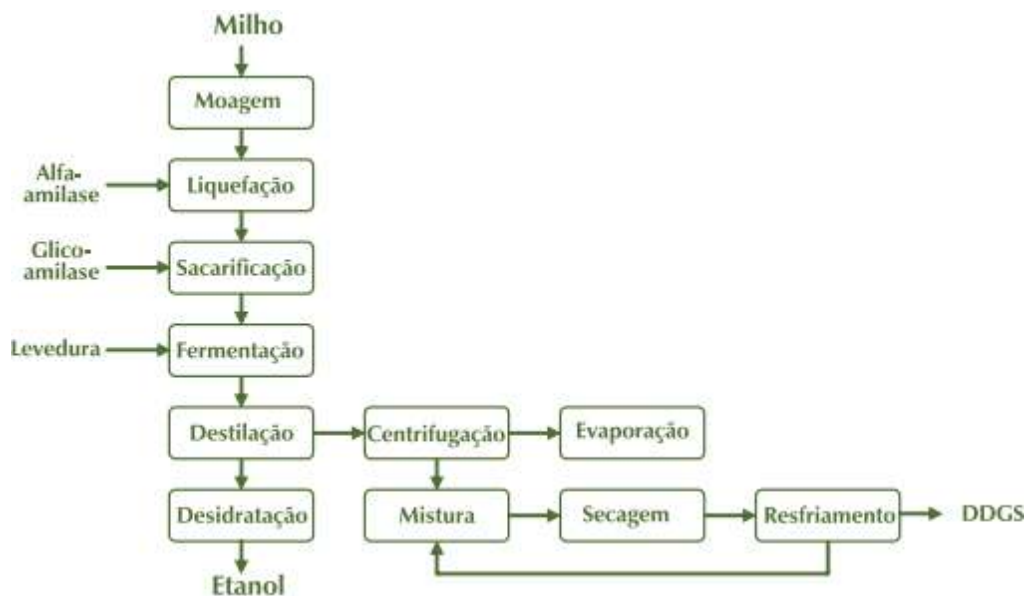 Milho
Moagem
Alfa-
amilase
Liquefação
Glico-
amilase
Sacarificação
Levedura
Fermentação
Destilação
Centrifugação
Evaporação
Desidratação
Mistura
Secagem
Resfriamento
DDGS
Etanol